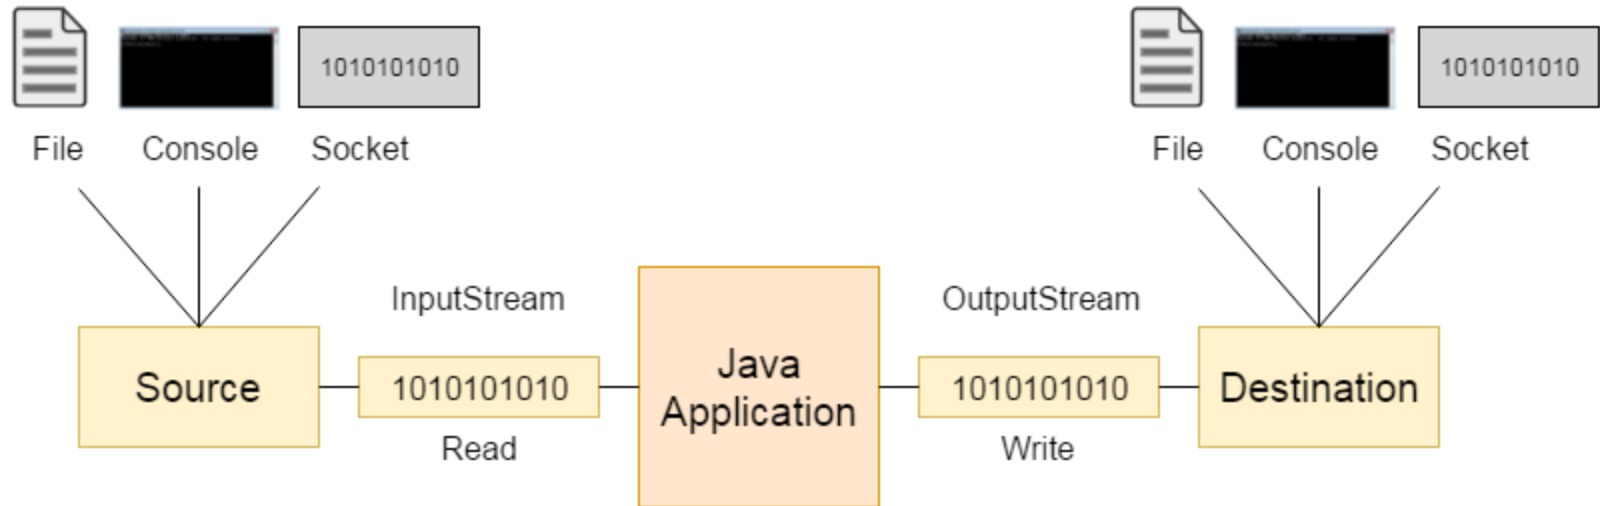 1010101010
1010101010
File
Console
Socket
File
Console
Socket
InputStream
OutputStream
Source
1010101010
Java
Application
1010101010
Destination
Read
Write